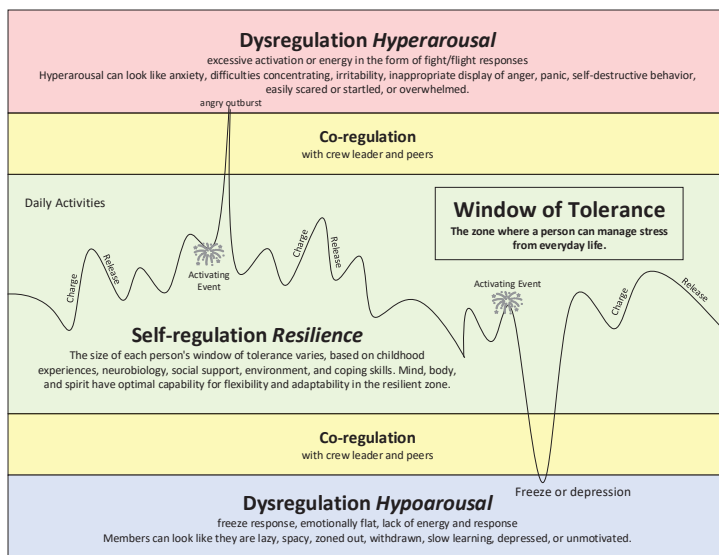 Dysregulation Hyperarousal
excessive activation or energy in the form of fight/flight responses
Hyperarousal can look like anxiety, difficulties concentrating, irritability, inappropriate display of anger, panic, self-destructive behavior,
easily scared or startled, or overwhelmed.
angry outburst
Co-regulation
with crew leader and peers
Daily Activities
Window of Tolerance
The zone where a person can manage stress
from everyday life.
Charge
Release
Activating
Event
Charge
Release
Activating Event
Charge
Release
Self-regulation Resilience
The size of each person's window of tolerance varies, based on childhood
experiences, neurobiology, social support, environment, and coping skills. Mind, body,
and spirit have optimal capability for flexibility and adaptability in the resilient zone.
Co-regulation
with crew leader and peers
Freeze or depression
Dysregulation Hypoarousal
freeze response, emotionally flat, lack of energy and response
Members can look like they are lazy, spacy, zoned out, withdrawn, slow learning, depressed, or unmotivated.